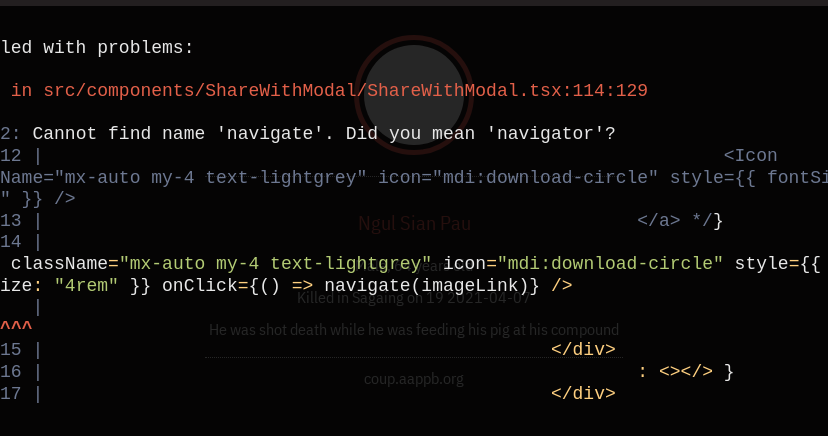 led with problems:
in src/components/ShareWithModal/ShareWithModal.tsx:114:129
2: Cannot find name 'navigate'. Did you mean 'navigator'?
12 | <Icon
Name="mx-auto my-4 text-lightgrey" icon="mdi:download-circle" style={{ fontSi
" }} />
13 | </a> */}
Ngul Sian Pau
14 |
className="mx-auto my-4 text-lightgrey" icon="mdi:download-circle" style={{
ize: "4rem" }} onClick={() => navigate(imageLink)} />
Killed in Sagaing on 19 2021-04-07
|
^^^
He was shot death while he was feeding his pig at his compound
15 | </div>
16 | : <></> }
coup.aappb.org
17 | </div>